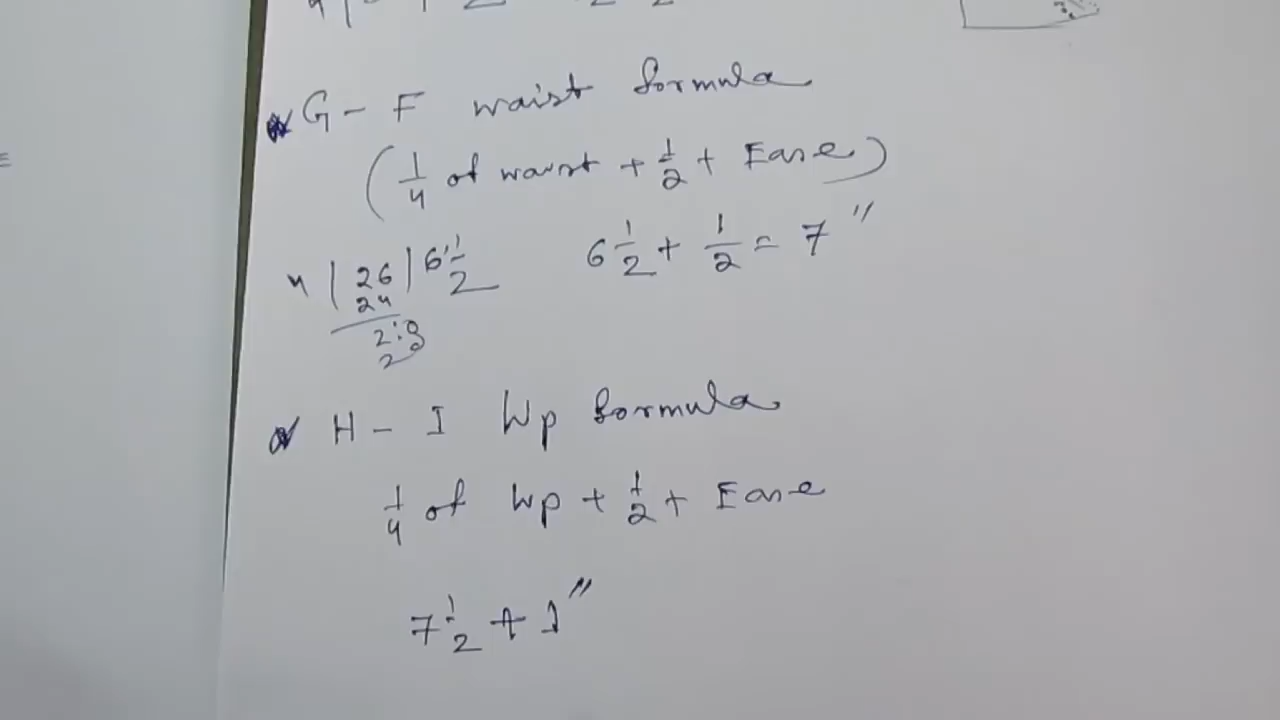 G - F waist formula
(1/4 of waist + 1/2 + Ease)
4 | 26 | 6 1/2    6 1/2 + 1/2 = 7"
24
2
2
H - I Wp formula
1/4 of Wp + 1/2 + Ease
7 1/2 + 1"